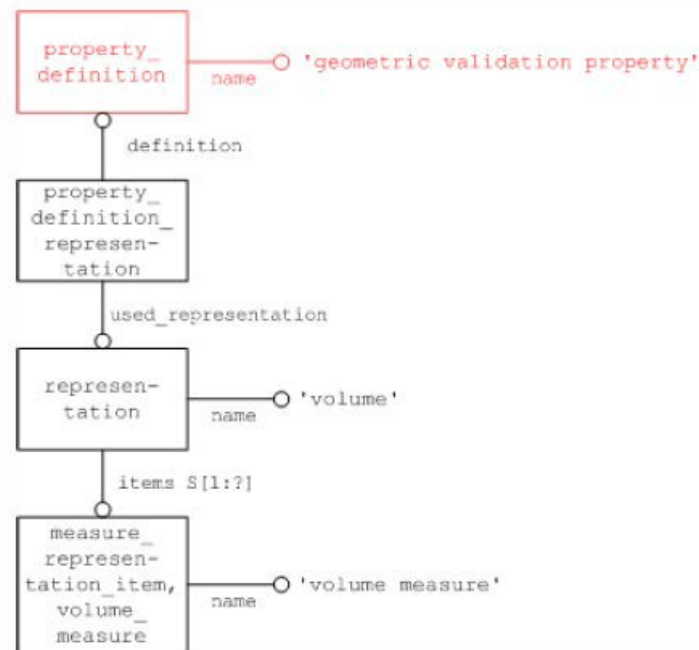 property_
definition
name
'geometric validation property'
definition
property_
definition_
represen-
tation
used_representation
represen-
tation
name
'volume'
items S[1:?]
measure_
represen-
tation_item,
volume_
measure
name
'volume measure'